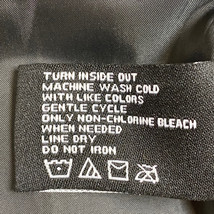 TURN INSIDE OUT
MACHINE WASH COLD
WITH LIKE COLORS
GENTLE CYCLE
ONLY NON-CHLORINE BLEACH
WHEN NEEDED
LINE DRY
DO NOT IRON